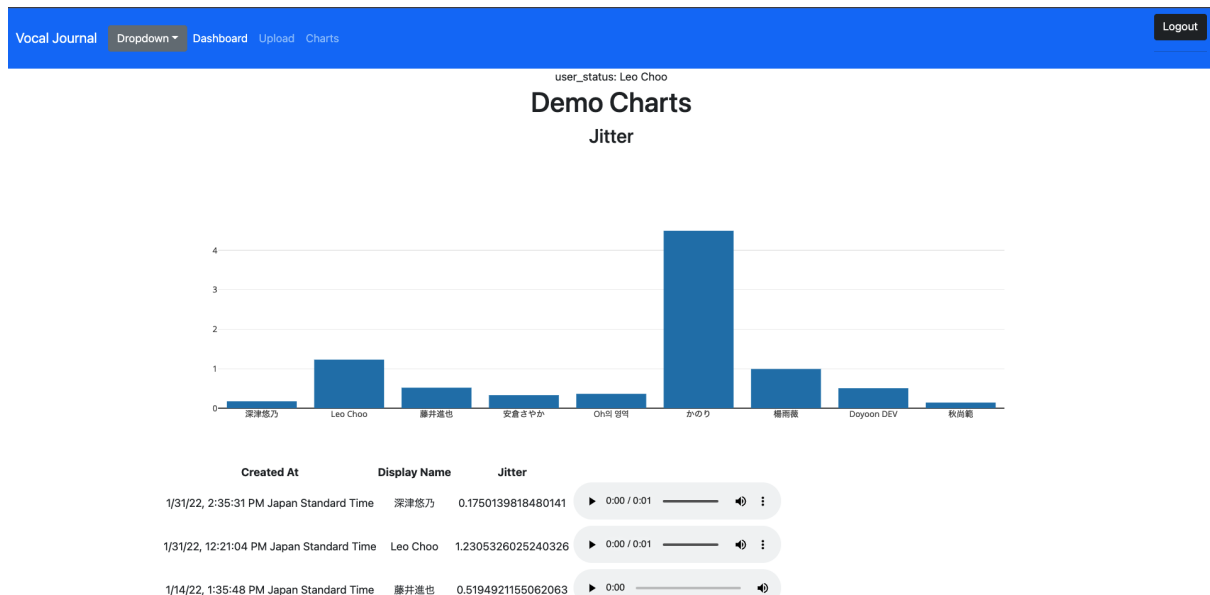 Vocal Journal Dropdown Dashboard Upload Charts Logout
user_status: Leo Choo
Demo Charts
Jitter
4
3
2
1
0
深津悠乃 Leo Choo 藤井進也 安倉さやか Oh의 영역 かのり 楊雨薇 Doyoon DEV 秋尚範
Created At Display Name Jitter
1/31/22, 2:35:31 PM Japan Standard Time 深津悠乃 0.1750139818480141 0:00 / 0:01
1/31/22, 12:21:04 PM Japan Standard Time Leo Choo 1.2305326025240326 0:00 / 0:01
1/14/22, 1:35:48 PM Japan Standard Time 藤井進也 0.5194921155062063 0:00